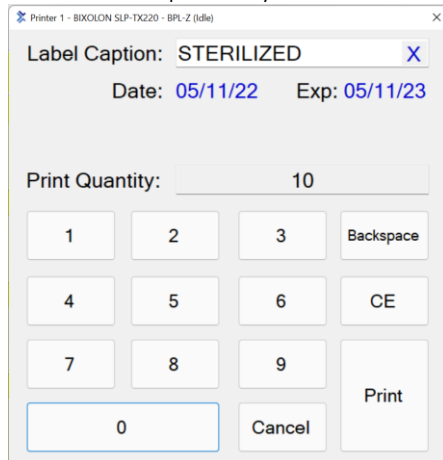 Printer 1 - BIXOLON SLP-TX220 - BPL-Z (Idle)
Label Caption: STERILIZED X
Date: 05/11/22 Exp: 05/11/23
Print Quantity: 10
1 2 3 Backspace
4 5 6 CE
7 8 9
Print
0 Cancel